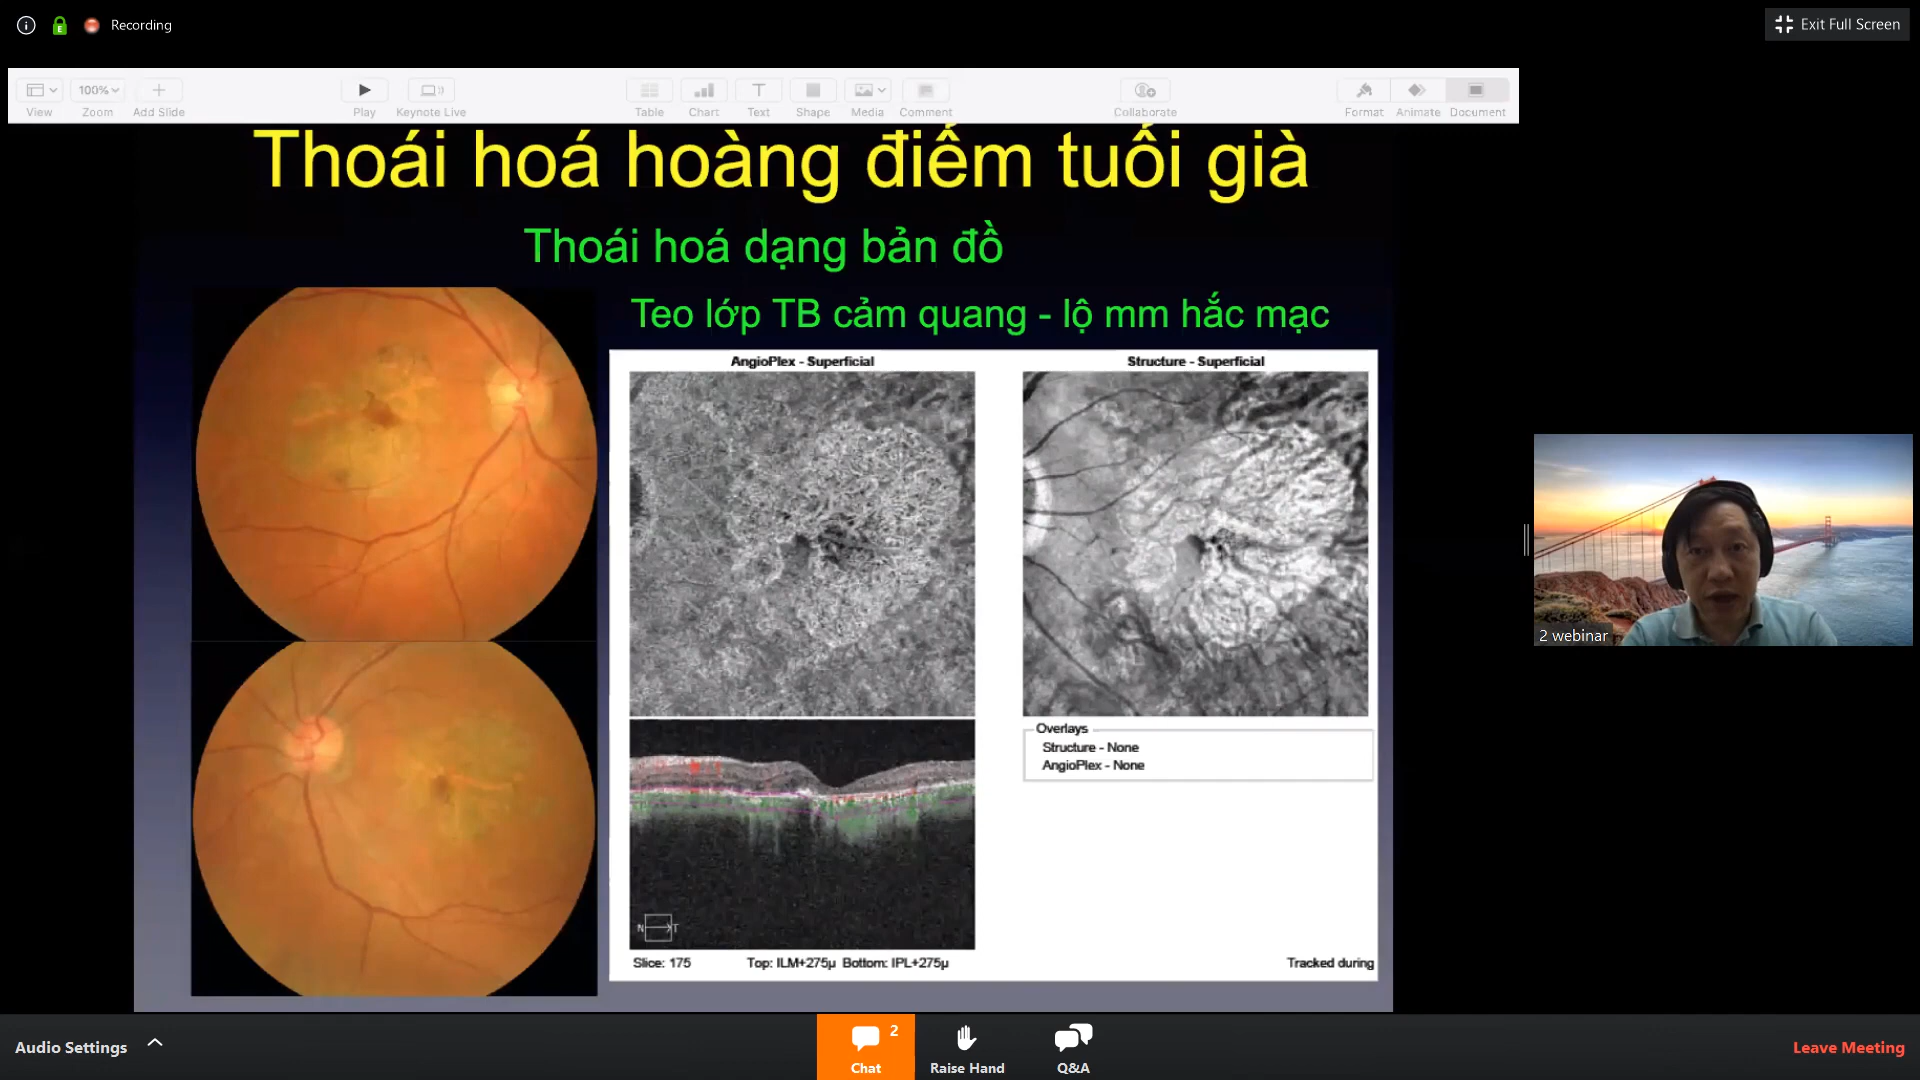 Recording
Exit Full Screen
View
100%
Zoom
Add Slide
Play
Keynote Live
Table
Chart
T
Text
Shape
Media
Comment
Collaborate
Format
Animate
Document
Thoái hoá hoàng điểm tuổi già
Thoái hoá dạng bản đồ
Teo lớp TB cảm quang - lộ mm hắc mạc
AngioPlex - Superficial
Structure - Superficial
Overlays
Structure - None
AngioPlex - None
N T
Slice: 175
Top: ILM+275µ Bottom: IPL+275µ
Tracked during
2 webinar
Audio Settings
2
Chat
Raise Hand
Q&A
Leave Meeting